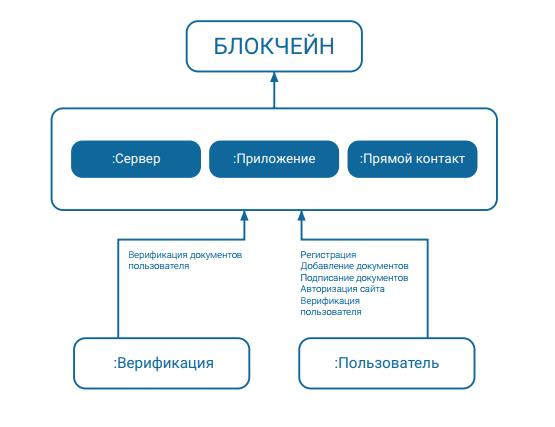 БЛОКЧЕЙН
:Сервер
:Приложение
:Прямой контакт
Верификация документов
пользователя
Регистрация
Добавление документов
Подписание документов
Авторизация сайта
Верификация
пользователя
:Верификация
:Пользователь